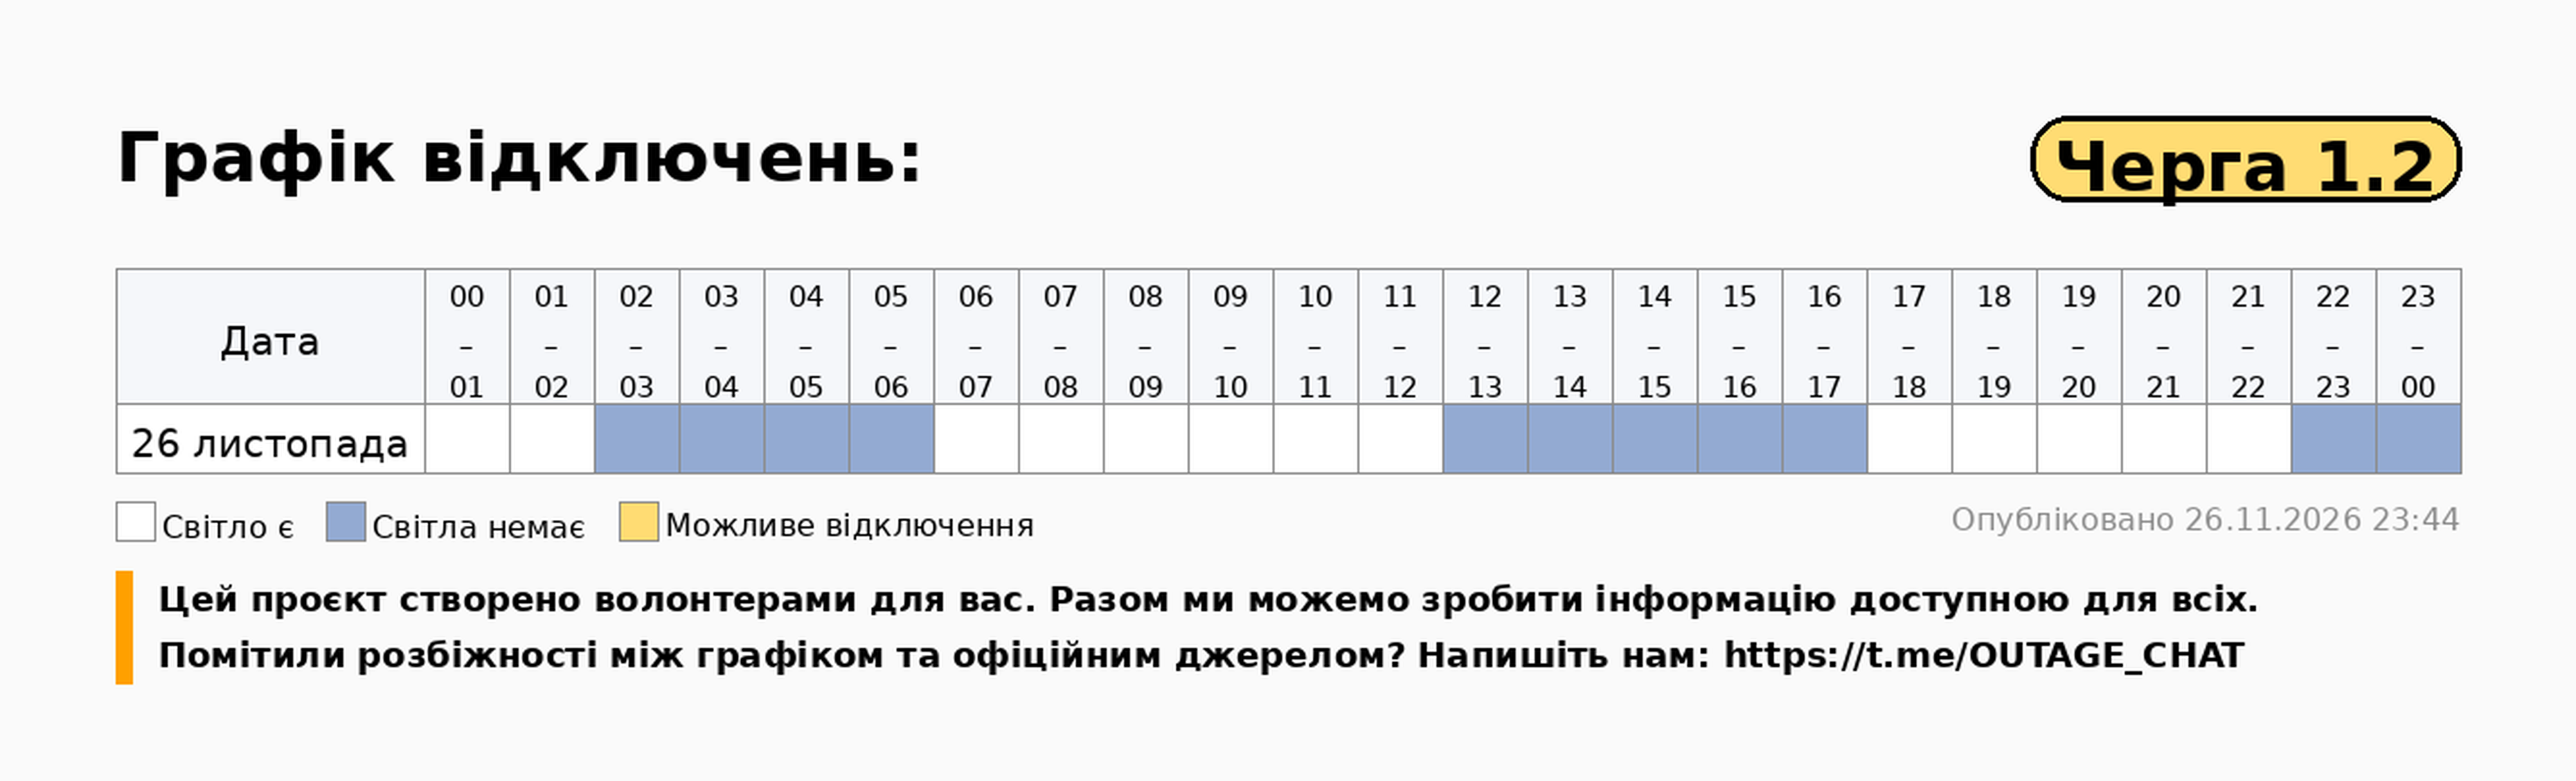 Графік відключень:
Черга 1.2
Дата 00 – 01 01 – 02 02 – 03 03 – 04 04 – 05 05 – 06 06 – 07 07 – 08 08 – 09 09 – 10 10 – 11 11 – 12 12 – 13 13 – 14 14 – 15 15 – 16 16 – 17 17 – 18 18 – 19 19 – 20 20 – 21 21 – 22 22 – 23 23 – 00
26 листопада
Світло є Світла немає Можливе відключення
Опубліковано 26.11.2026 23:44
Цей проєкт створено волонтерами для вас. Разом ми можемо зробити інформацію доступною для всіх.
Помітили розбіжності між графіком та офіційним джерелом? Напишіть нам: https://t.me/OUTAGE_CHAT